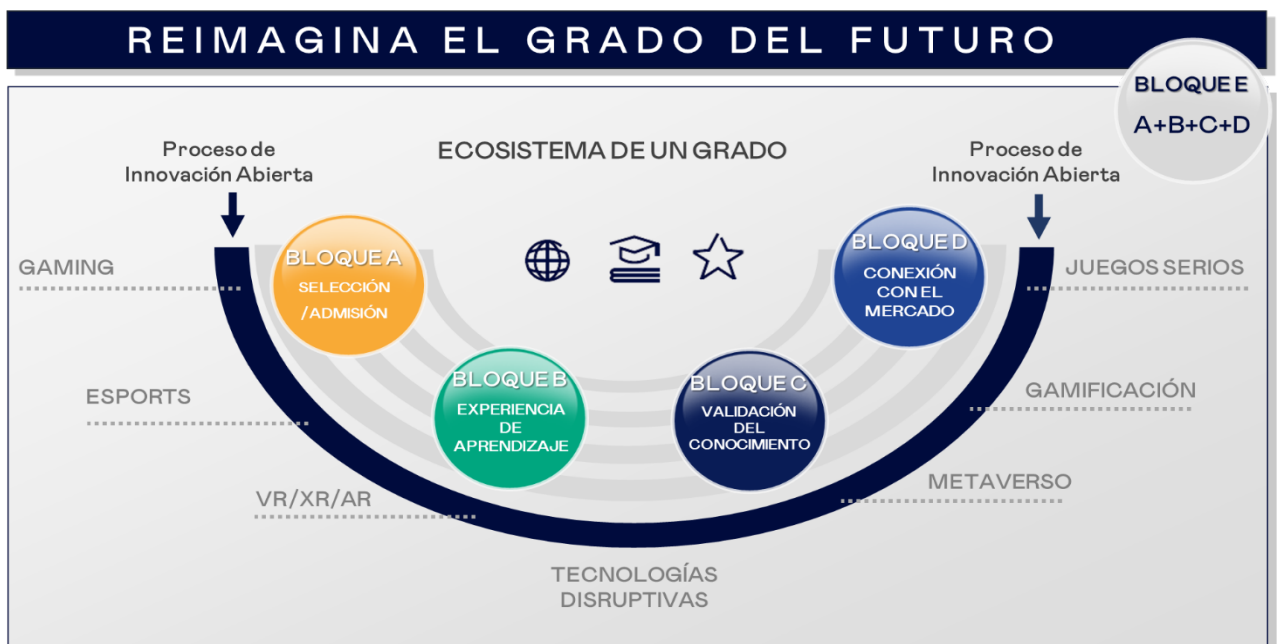 REIMAGINA EL GRADO DEL FUTURO
BLOQUE E
A+B+C+D
Proceso de
Innovación Abierta
ECOSISTEMA DE UN GRADO
Proceso de
Innovación Abierta
GAMING
BLOQUE A
SELECCIÓN
/ADMISIÓN
BLOQUE D
CONEXIÓN
CON EL
MERCADO
JUEGOS SERIOS
ESPORTS
BLOQUE B
EXPERIENCIA
DE
APRENDIZAJE
BLOQUE C
VALIDACIÓN
DEL
CONOCIMIENTO
GAMIFICACIÓN
VR/XR/AR
METAVERSO
TECNOLOGÍAS
DISRUPTIVAS